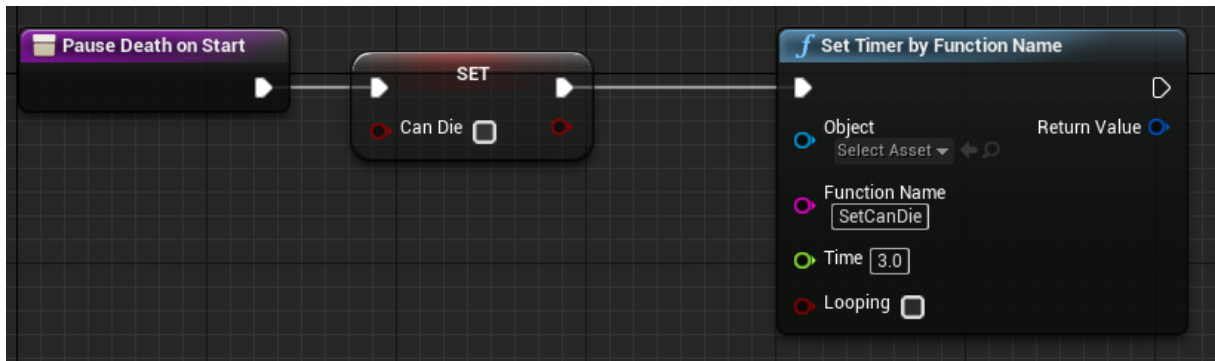 Pause Death on Start
SET
Can Die
f Set Timer by Function Name
Object
Select Asset
Return Value
Function Name
SetCanDie
Time 3.0
Looping